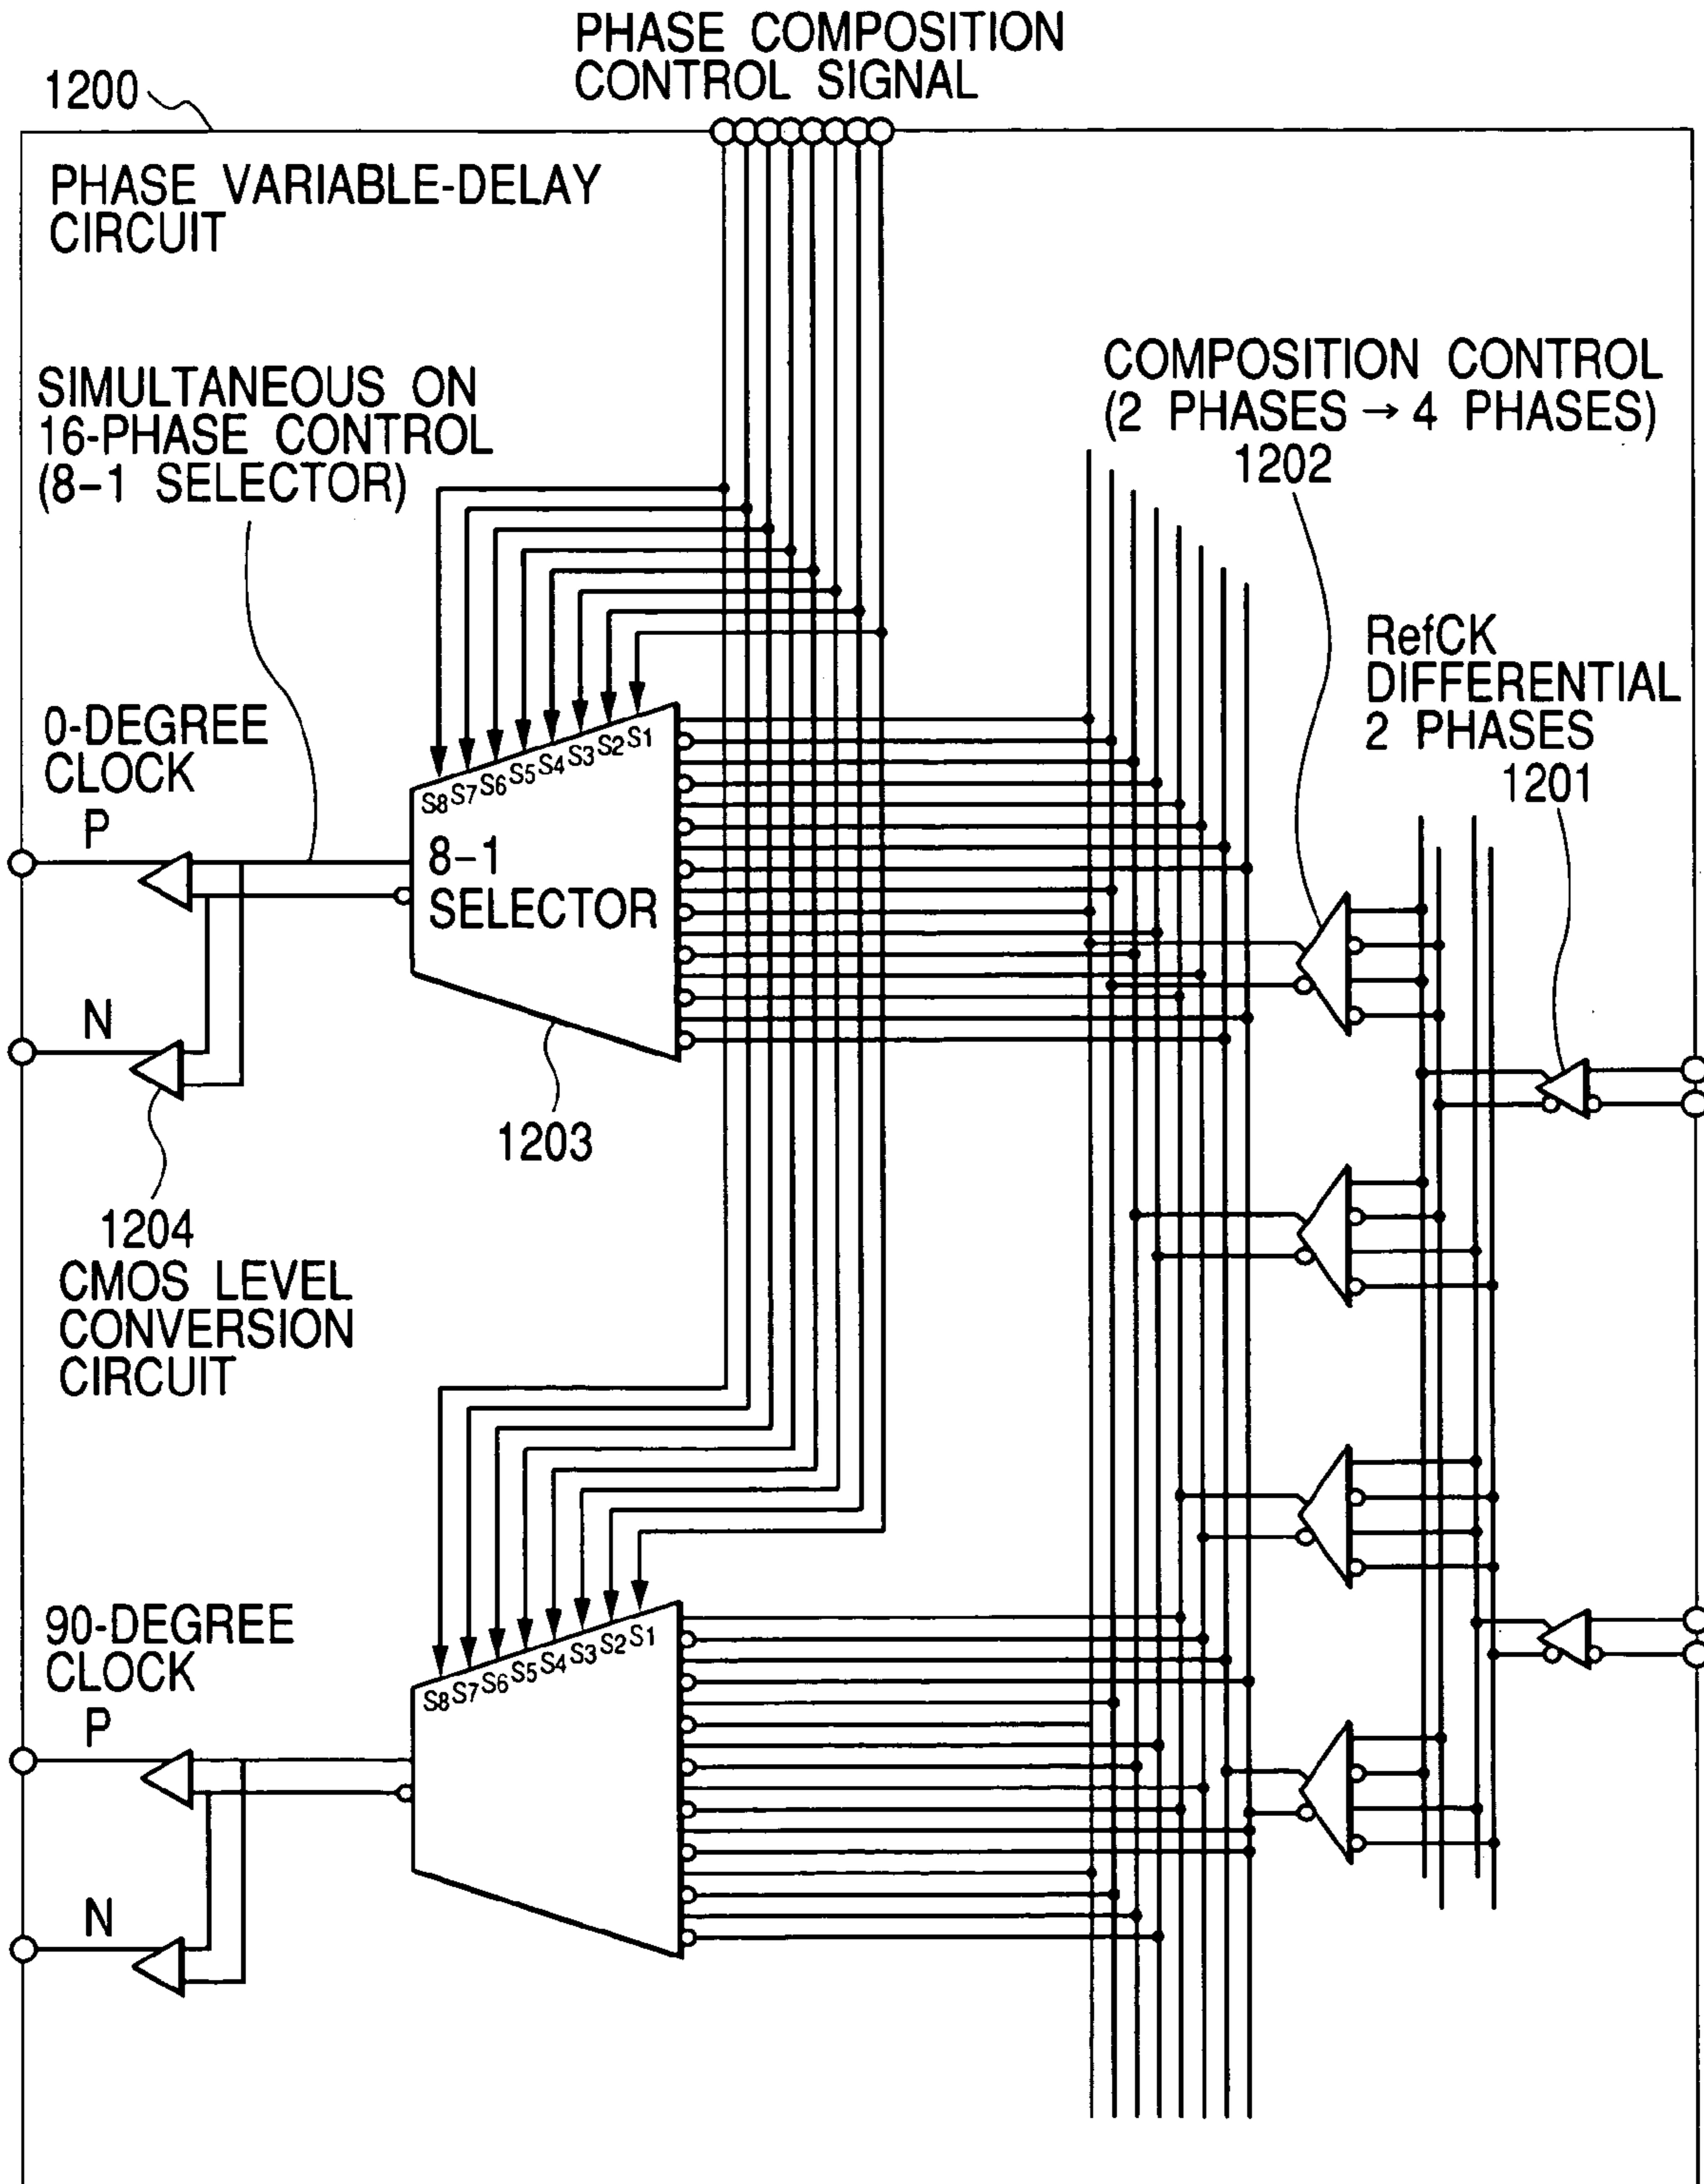 PHASE COMPOSITION
CONTROL SIGNAL
1200
PHASE VARIABLE-DELAY
CIRCUIT
SIMULTANEOUS ON
16-PHASE CONTROL
(8-1 SELECTOR)
COMPOSITION CONTROL
(2 PHASES → 4 PHASES)
1202
RefCK
DIFFERENTIAL
2 PHASES
1201
0-DEGREE
CLOCK
P
S8 S7 S6 S5 S4 S3 S2 S1
8-1
SELECTOR
N
1203
1204
CMOS LEVEL
CONVERSION
CIRCUIT
90-DEGREE
CLOCK
P
S8 S7 S6 S5 S4 S3 S2 S1
N